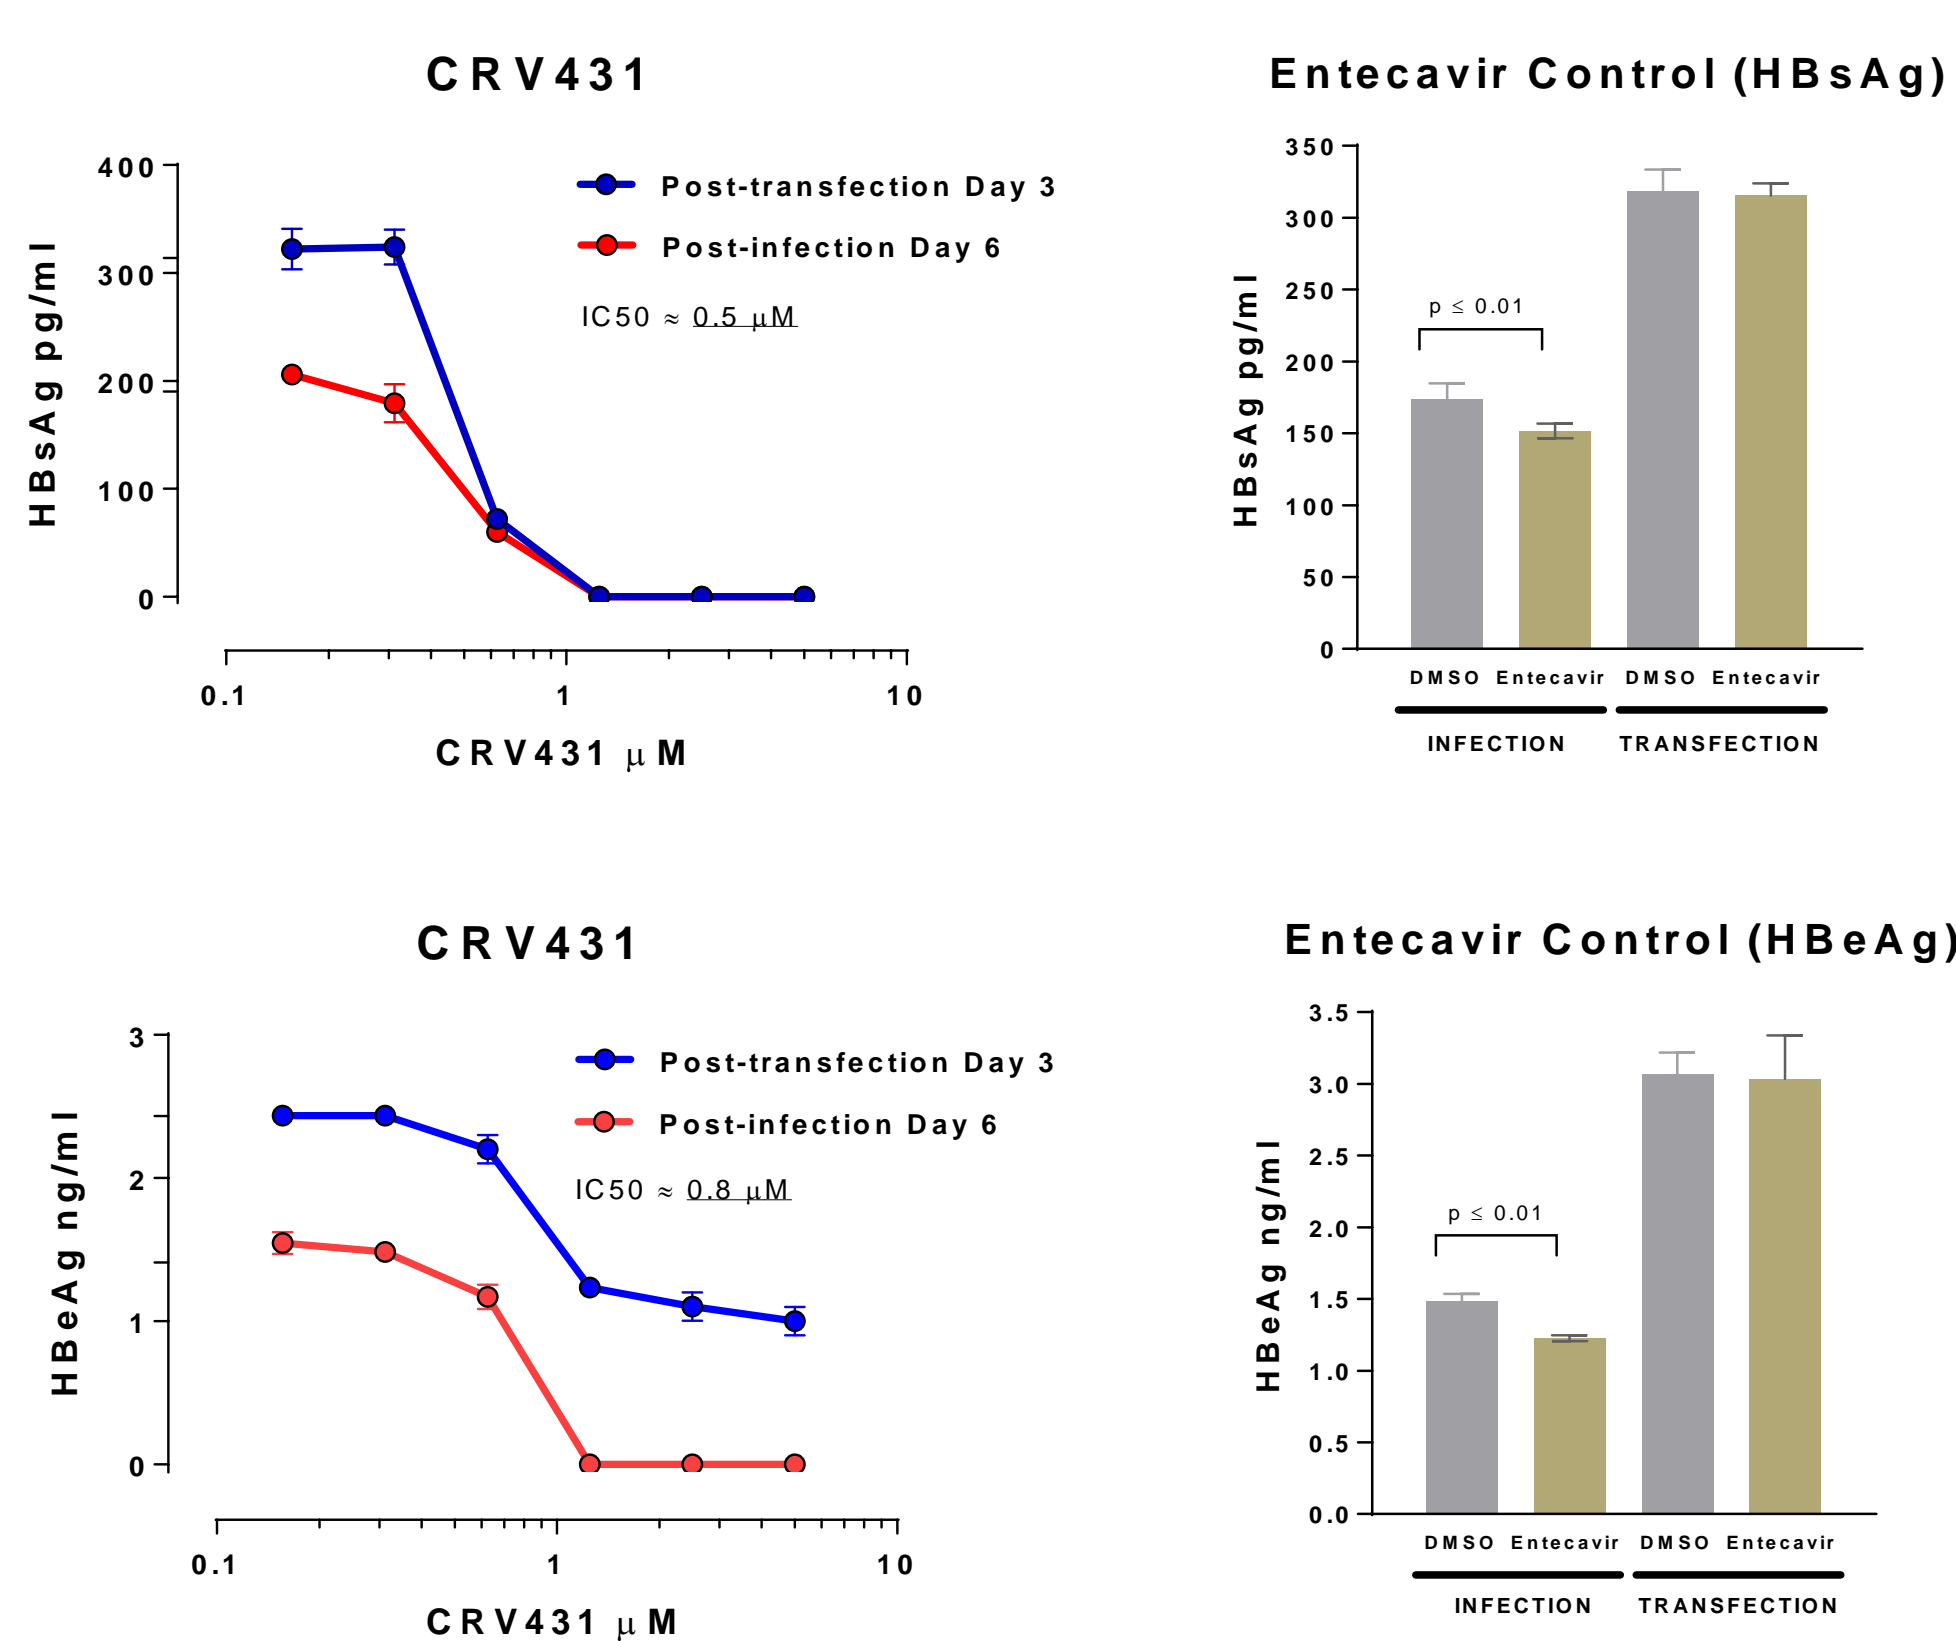 CRV431
400
300
200
100
0
HBsAg pg/ml
Post-transfection Day 3
Post-infection Day 6
IC50 ≈ 0.5 μM
0.1 1 10
CRV431 μM
Entecavir Control (HBsAg)
350
300
250
200
150
100
50
0
HBsAg pg/ml
p ≤ 0.01
DMSO Entecavir DMSO Entecavir
INFECTION TRANSFECTION
CRV431
3
2
1
0
HBeAg ng/ml
Post-transfection Day 3
Post-infection Day 6
IC50 ≈ 0.8 μM
0.1 1 10
CRV431 μM
Entecavir Control (HBeAg)
3.5
3.0
2.5
2.0
1.5
1.0
0.5
0.0
HBeAg ng/ml
p ≤ 0.01
DMSO Entecavir DMSO Entecavir
INFECTION TRANSFECTION